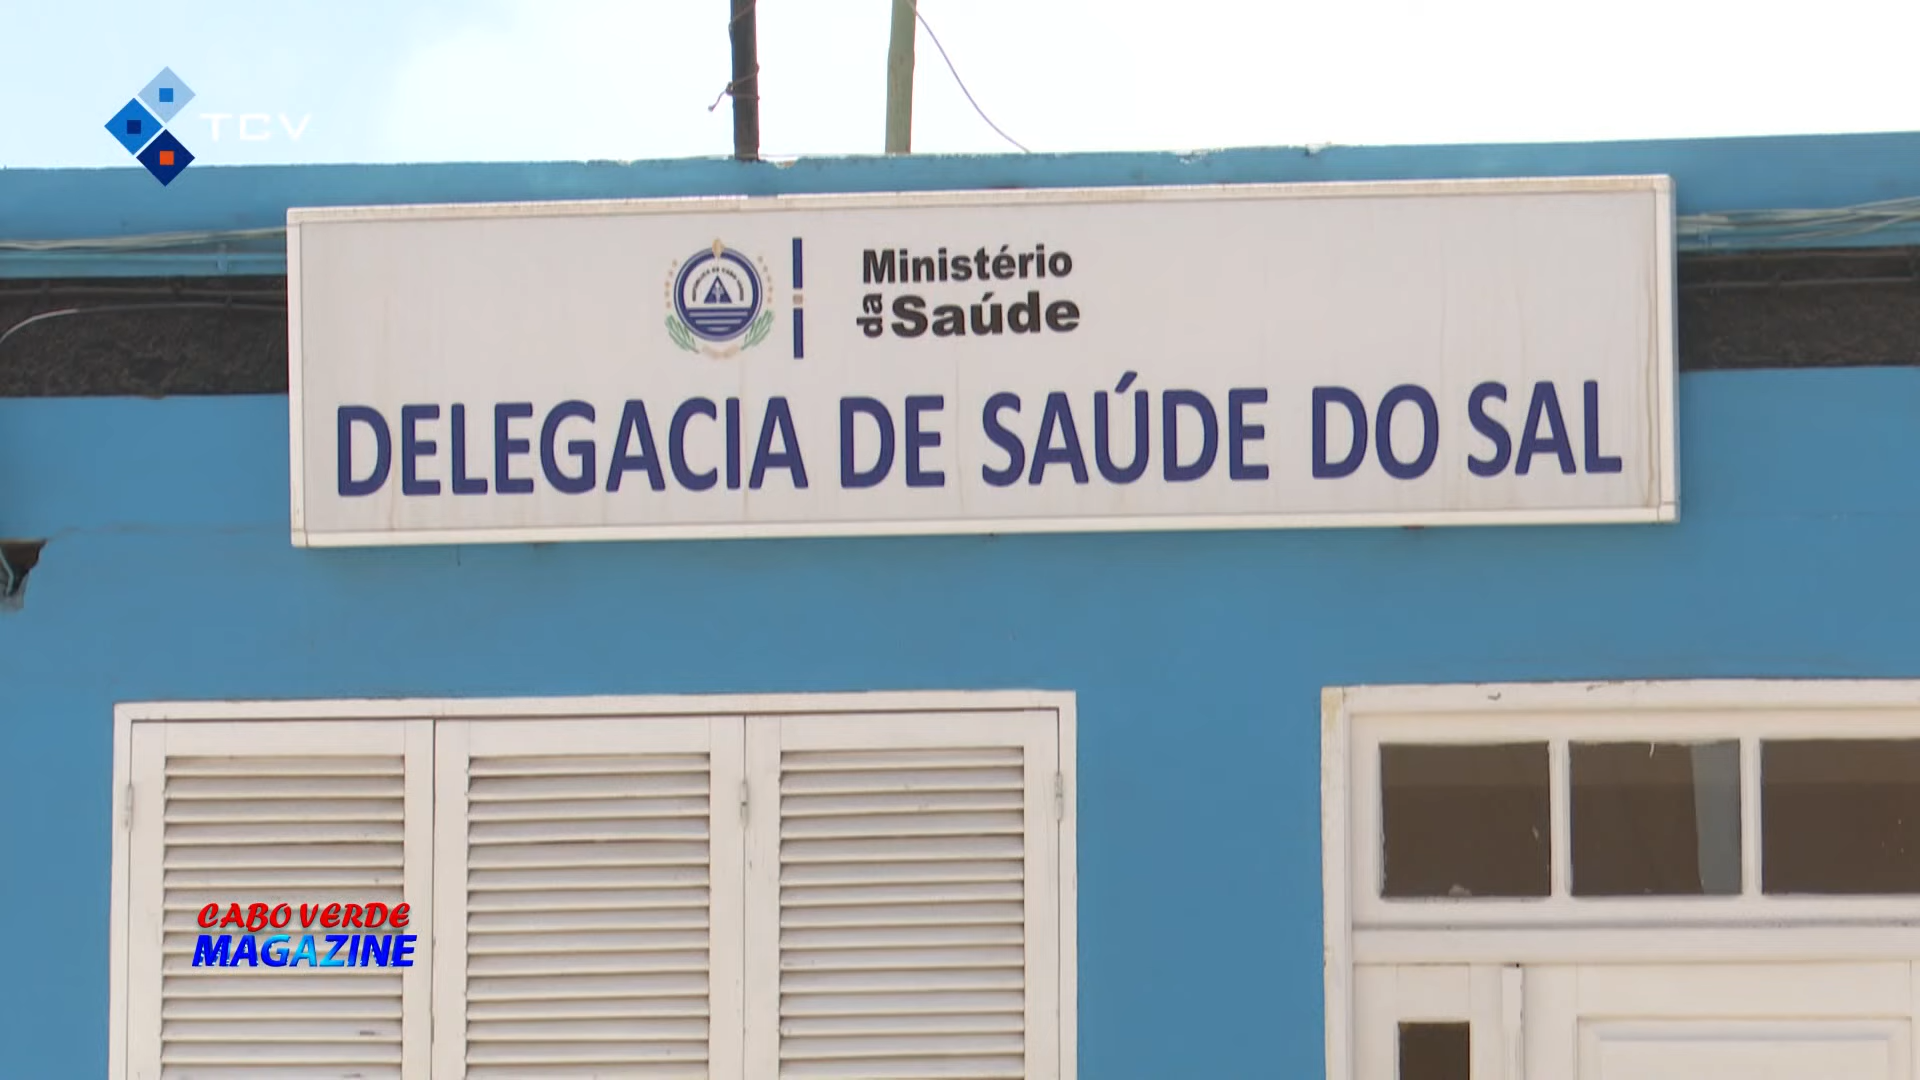 TCV
Ministério
da Saúde
DELEGACIA DE SAÚDE DO SAL
CABO VERDE
MAGAZINE